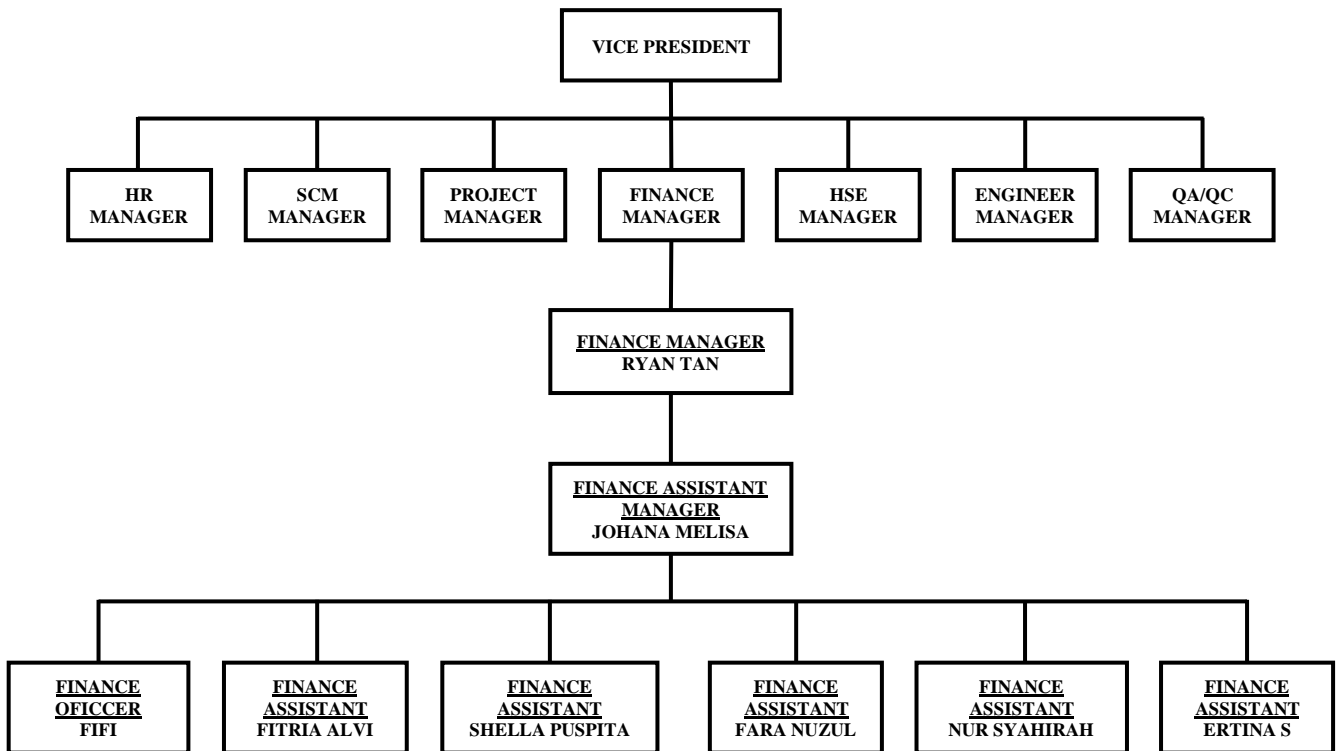 VICE PRESIDENT
HR
MANAGER
SCM
MANAGER
PROJECT
MANAGER
FINANCE
MANAGER
HSE
MANAGER
ENGINEER
MANAGER
QA/QC
MANAGER
FINANCE MANAGER
RYAN TAN
FINANCE ASSISTANT
MANAGER
JOHANA MELISA
FINANCE
OFICCER
FIFI
FINANCE
ASSISTANT
FITRIA ALVI
FINANCE
ASSISTANT
SHELLA PUSPITA
FINANCE
ASSISTANT
FARA NUZUL
FINANCE
ASSISTANT
NUR SYAHIRAH
FINANCE
ASSISTANT
ERTINA S